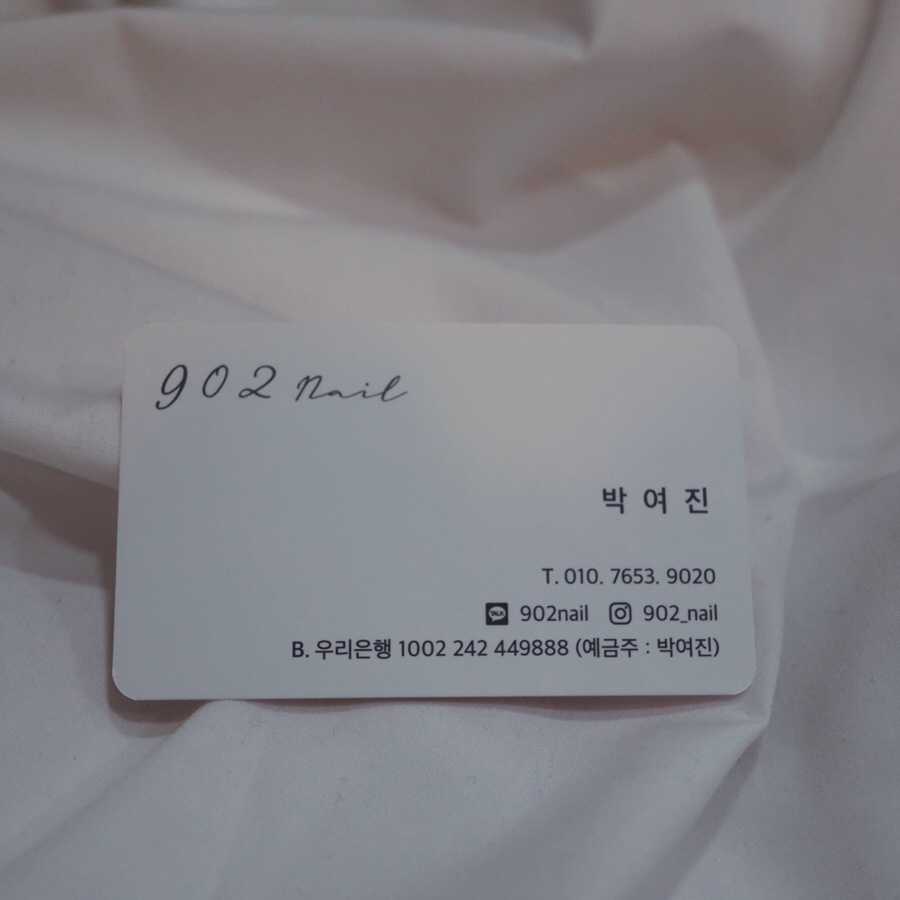 902 Nail
박 여 진
T. 010. 7653. 9020
TALK 902nail 902_nail
B. 우리은행 1002 242 449888 (예금주 : 박여진)